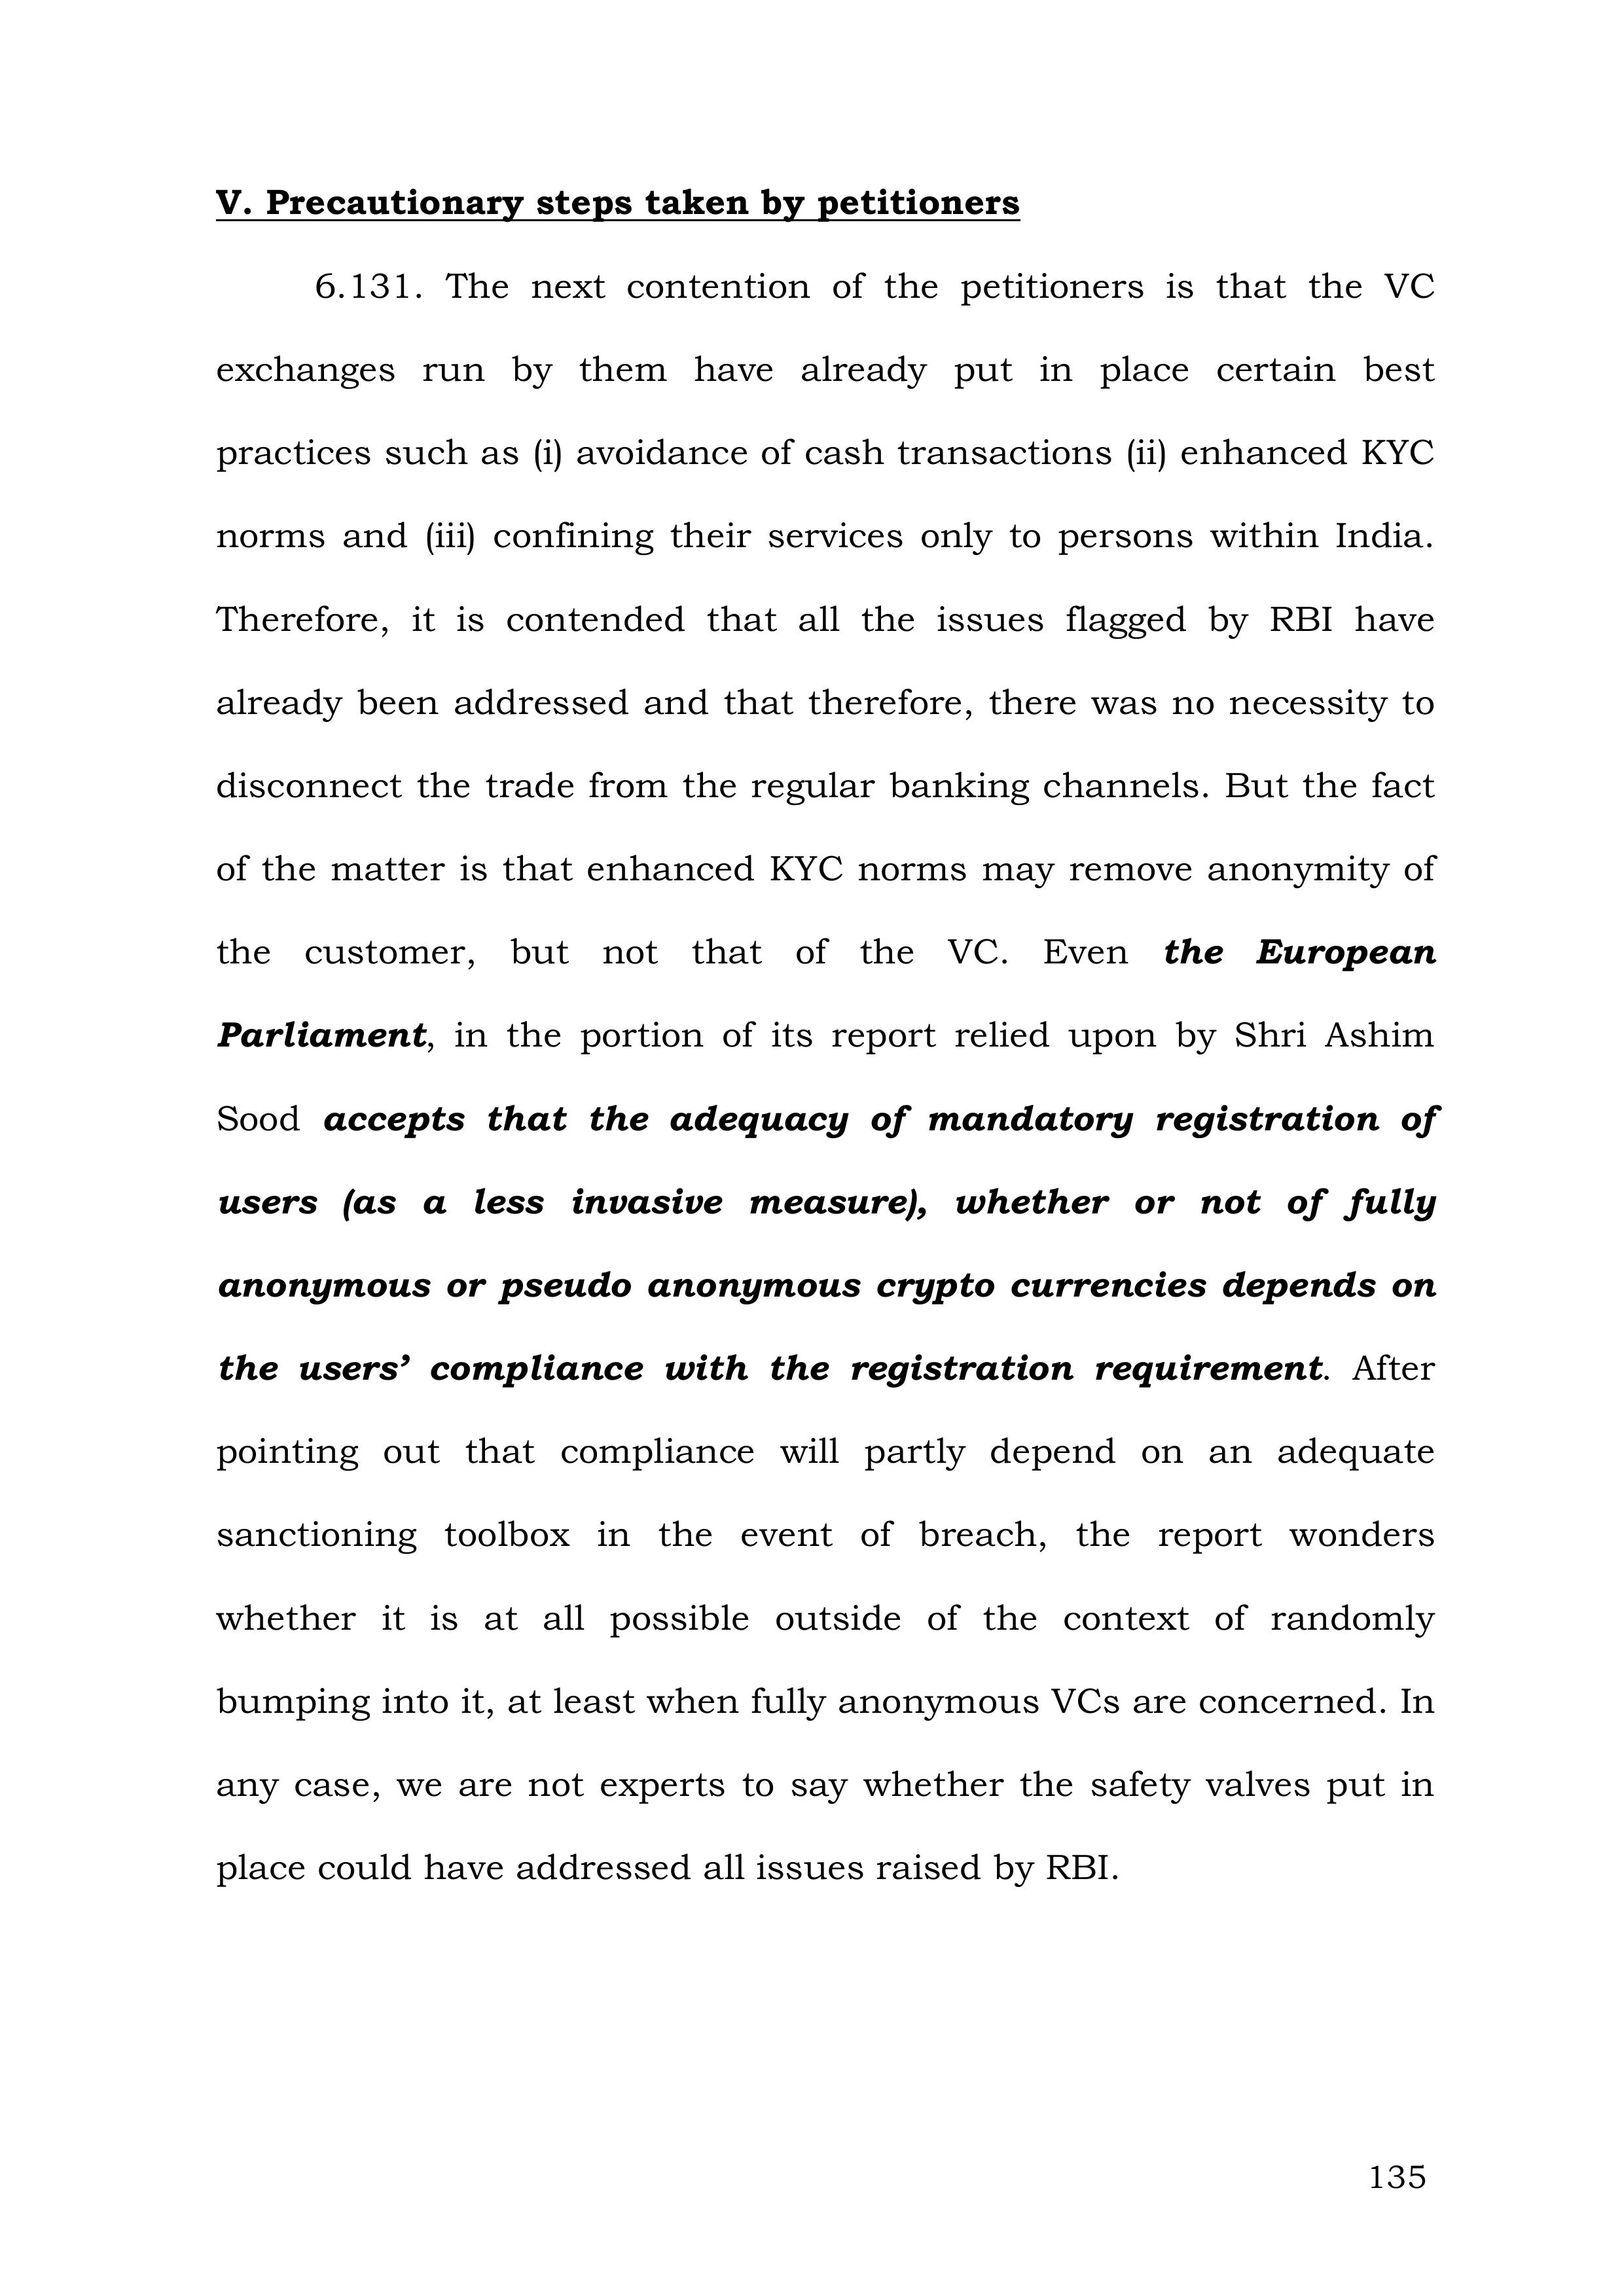 V. Precautionary steps taken by petitioners
6.131. The next contention of the petitioners is that the VC
exchanges run by them have already put in place certain best
practices such as (i) avoidance of cash transactions (ii) enhanced KYC
norms and (iii) confining their services only to persons within India.
Therefore, it is contended that all the issues flagged by RBI have
already been addressed and that therefore, there was no necessity to
disconnect the trade from the regular banking channels. But the fact
of the matter is that enhanced KYC norms may remove anonymity of
the customer, but not that of the VC. Even the European
Parliament, in the portion of its report relied upon by Shri Ashim
Sood accepts that the adequacy of mandatory registration of
users (as a less invasive measure), whether or not of fully
anonymous or pseudo anonymous crypto currencies depends on
the users’ compliance with the registration requirement. After
pointing out that compliance will partly depend on an adequate
sanctioning toolbox in the event of breach, the report wonders
whether it is at all possible outside of the context of randomly
bumping into it, at least when fully anonymous VCs are concerned. In
any case, we are not experts to say whether the safety valves put in
place could have addressed all issues raised by RBI.
135